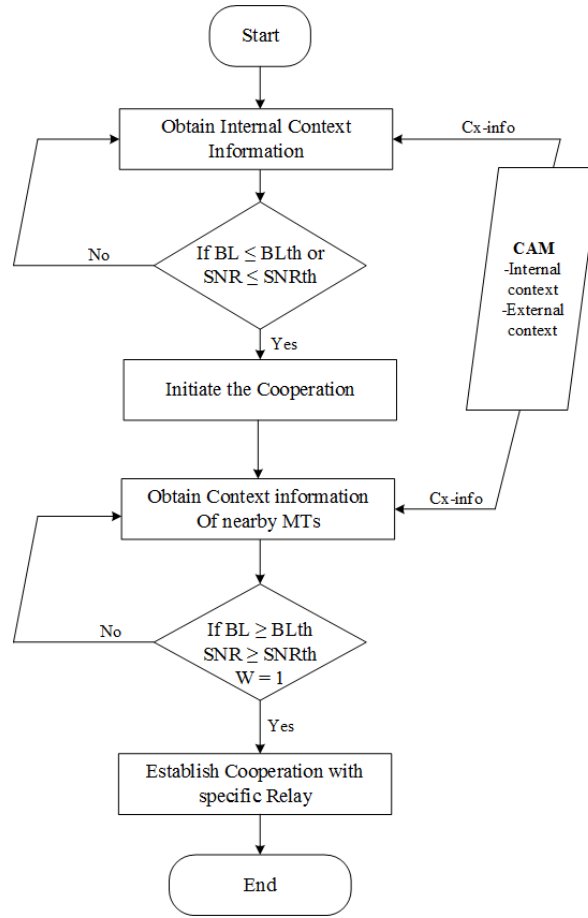 Start
Obtain Internal Context
Information
Cx-info
CAM
-Internal
context
-External
context
No
If BL ≤ BLth or
SNR ≤ SNRth
Yes
Initiate the Cooperation
Obtain Context information
Of nearby MTs
Cx-info
No
If BL ≥ BLth
SNR ≥ SNRth
W = 1
Yes
Establish Cooperation with
specific Relay
End